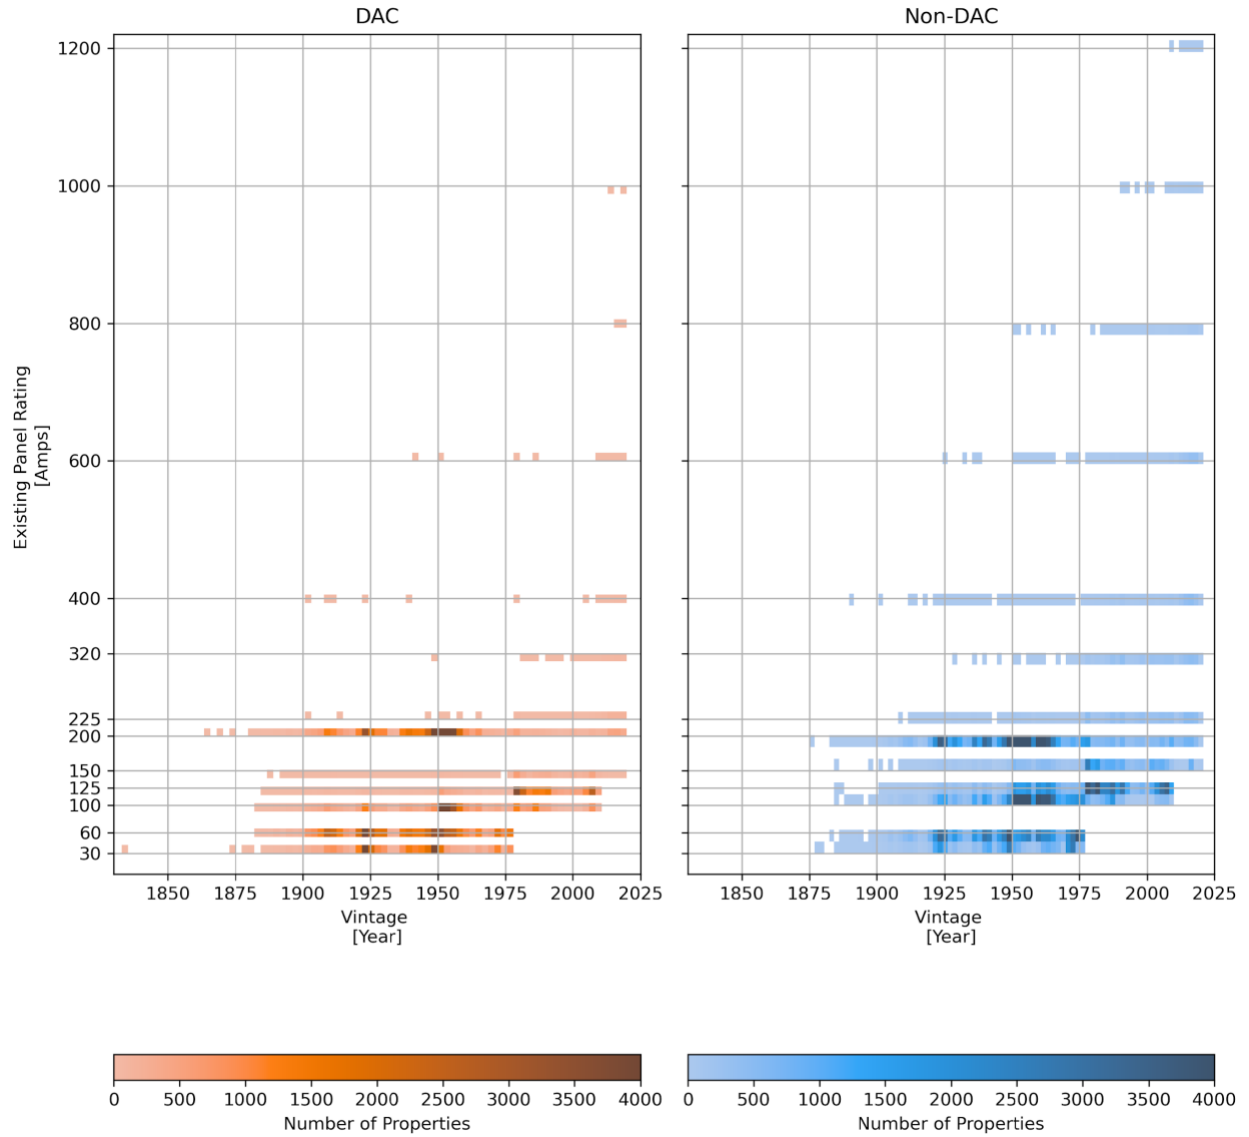 DAC
Non-DAC
Existing Panel Rating
[Amps]
1200
1000
800
600
400
320
225
200
150
125
100
60
30
1850 1875 1900 1925 1950 1975 2000 2025
Vintage
[Year]
1850 1875 1900 1925 1950 1975 2000 2025
Vintage
[Year]
0 500 1000 1500 2000 2500 3000 3500 4000
Number of Properties
0 500 1000 1500 2000 2500 3000 3500 4000
Number of Properties